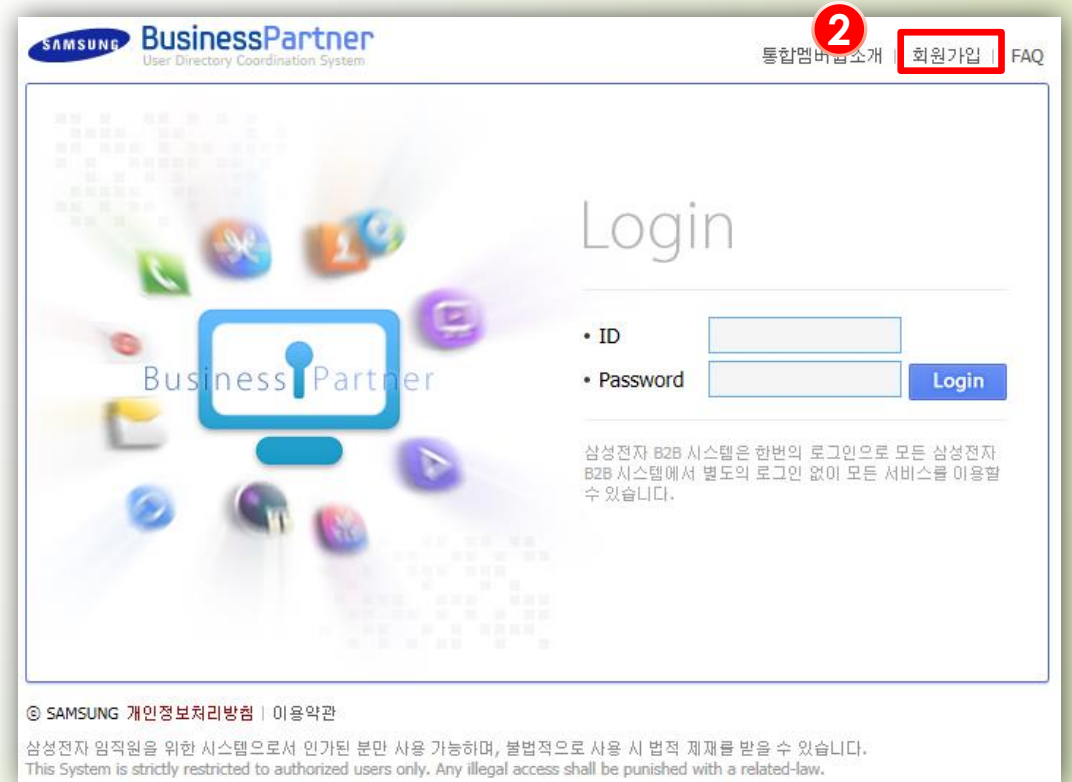 SAMSUNG BusinessPartner
User Directory Coordination System
2
통합멤버쉽소개 | 회원가입 | FAQ
Login
• ID
• Password
Login
Business Partner
삼성전자 B2B 시스템은 한번의 로그인으로 모든 삼성전자
B2B 시스템에서 별도의 로그인 없이 모든 서비스를 이용할
수 있습니다.
ⓢ SAMSUNG 개인정보처리방침 | 이용약관
삼성전자 임직원을 위한 시스템으로서 인가된 분만 사용 가능하며, 불법적으로 사용 시 법적 제재를 받을 수 있습니다.
This System is strictly restricted to authorized users only. Any illegal access shall be punished with a related-law.